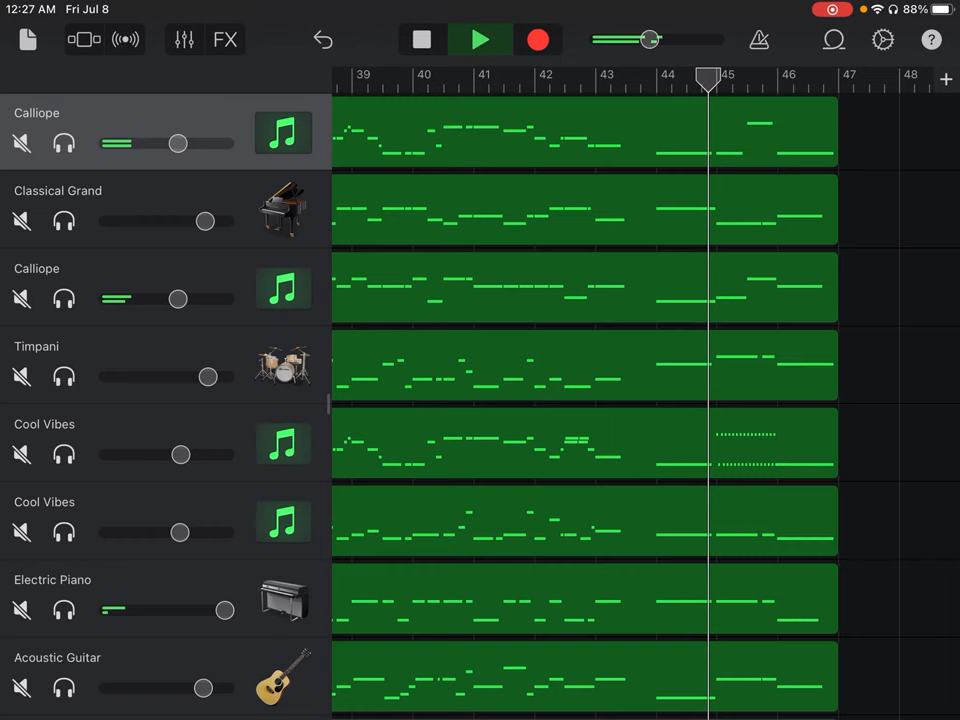 12:27 AM Fri Jul 8 88%
FX ?
39 40 41 42 43 44 45 46 47 48 +
Calliope
Classical Grand
Calliope
Timpani
Cool Vibes
Cool Vibes
Electric Piano
Acoustic Guitar